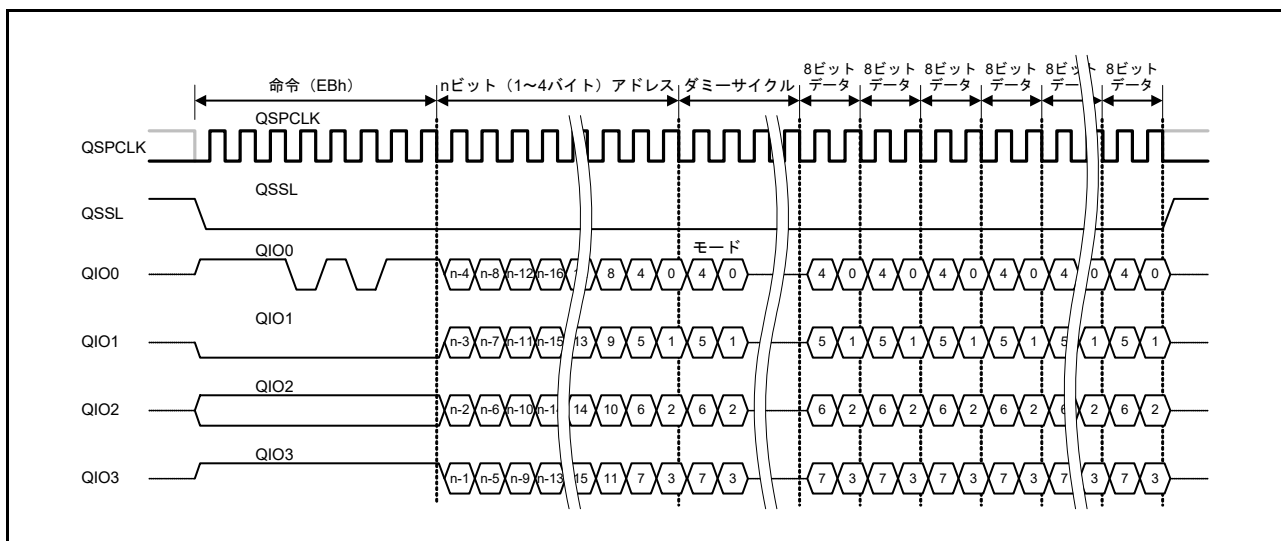 8ビット 8ビット 8ビット 8ビット 8ビット 8ビット
命令（EBh） nビット（1～4バイト）アドレス ダミーサイクル データ データ データ データ データ
QSPCLK
QSPCLK
QSSL
QSSL
モード
QIO0
QIO0 n-4 n-8 n-12 n-16 8 4 0 4 0 4 0 4 0 4 0 4 0 4 0 4 0
QIO1
QIO1 n-3 n-7 n-11 n-15 13 9 5 1 5 1 5 1 5 1 5 1 5 1 5 1 5 1
QIO2
QIO2 n-2 n-6 n-10 14 10 6 2 6 2 6 2 6 2 6 2 6 2 6 2 6 2
QIO3
QIO3 n-1 n-5 n-9 n-13 15 11 7 3 7 3 7 3 7 3 7 3 7 3 7 3 7 3